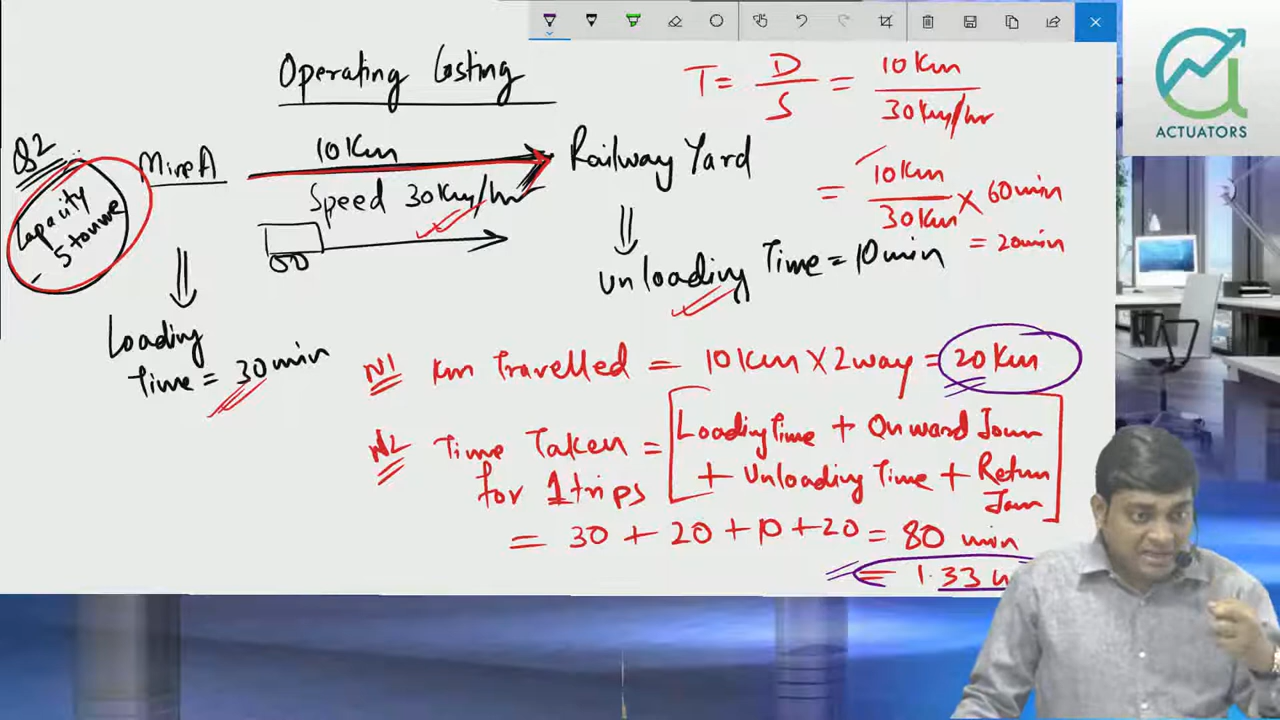 Operating Costing
T = D/S = 10 Km / 30 Km/hr
ACTUATORS
Q2
Mine A
10 Km
Railway Yard
= 10 Km / 30 Km × 60 min
Speed 30 Km/hr
= 20 min
Capacity
- 5 tonne
Unloading Time = 10 min
Loading
Time = 30 min
N1 Km Travelled = 10 Km × 2 way = 20 Km
N2 Time Taken = [Loading time + Onward Jour
for 1 trips + Unloading Time + Return
Jour]
= 30 + 20 + 10 + 20 = 80 min
= 1.33